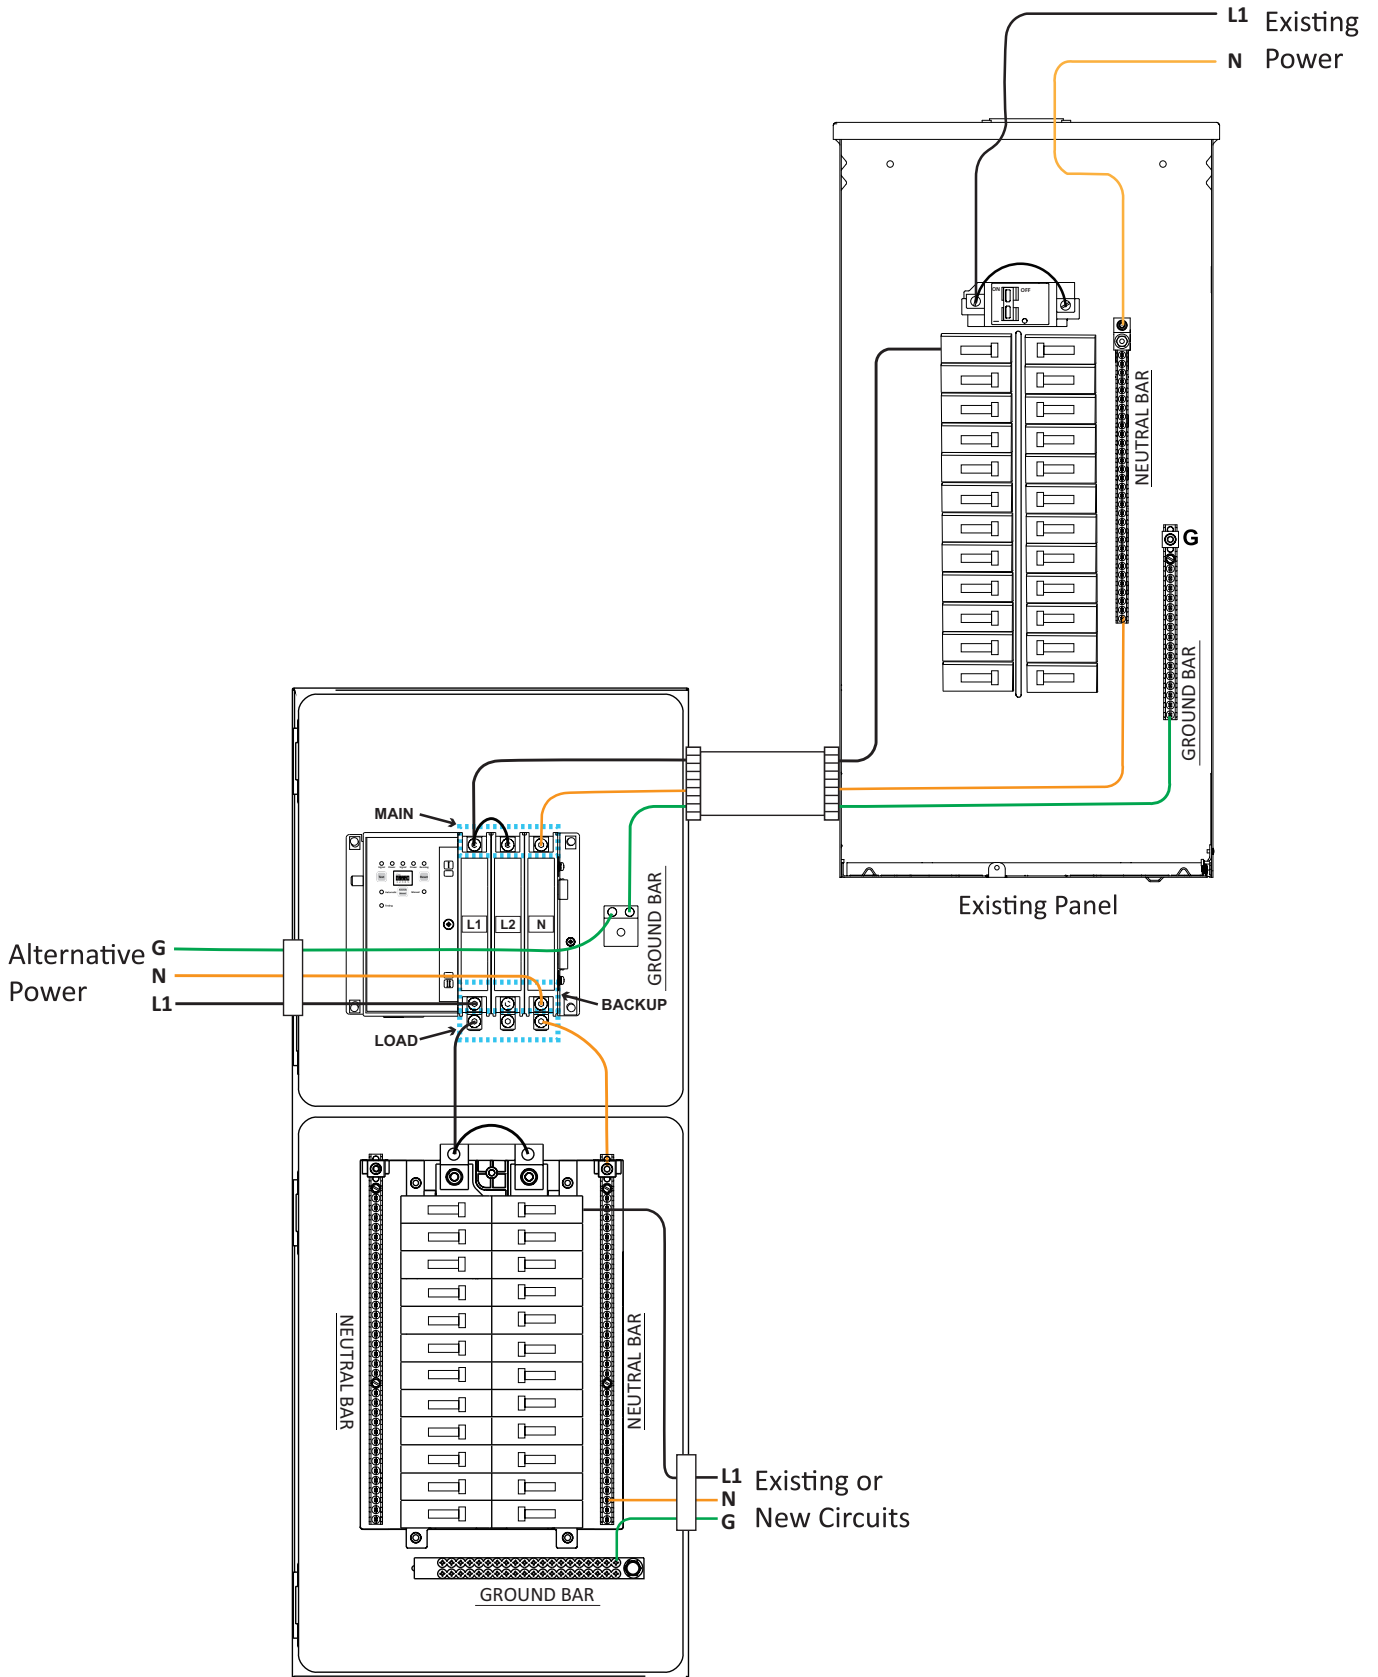 L1 Existing
N Power
ON OFF
NEUTRAL BAR
G
GROUND BAR
Existing Panel
MAIN
L1 L2 N
GROUND BAR
Alternative G
Power N
L1
BACKUP
LOAD
NEUTRAL BAR
NEUTRAL BAR
L1 Existing or
N
G New Circuits
GROUND BAR